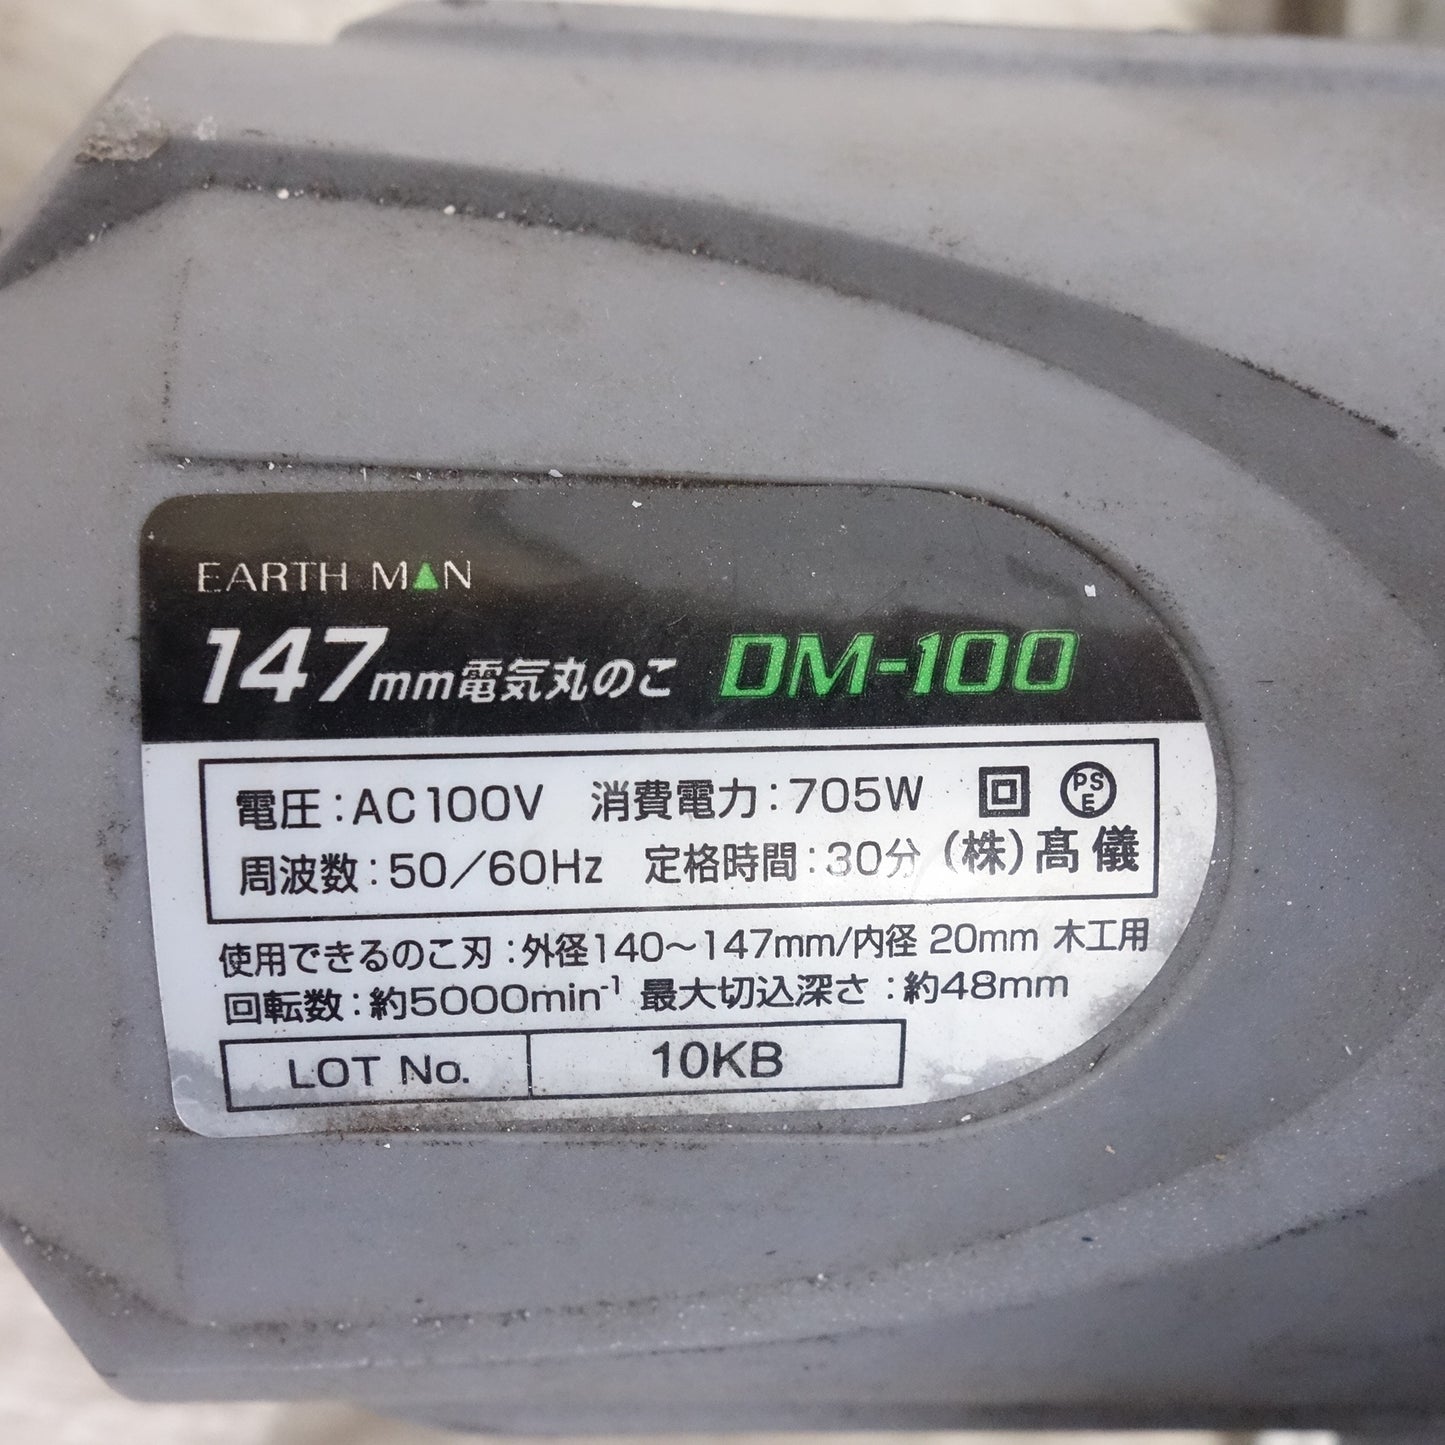 EARTH MAN
147mm電気丸のこ DM-100
電圧:AC100V 消費電力:705W PSE
周波数:50/60Hz 定格時間:30分 (株)髙儀
使用できるのこ刃:外径140～147mm/内径 20mm 木工用
回転数:約5000min⁻¹ 最大切込深さ:約48mm
LOT No. 10KB